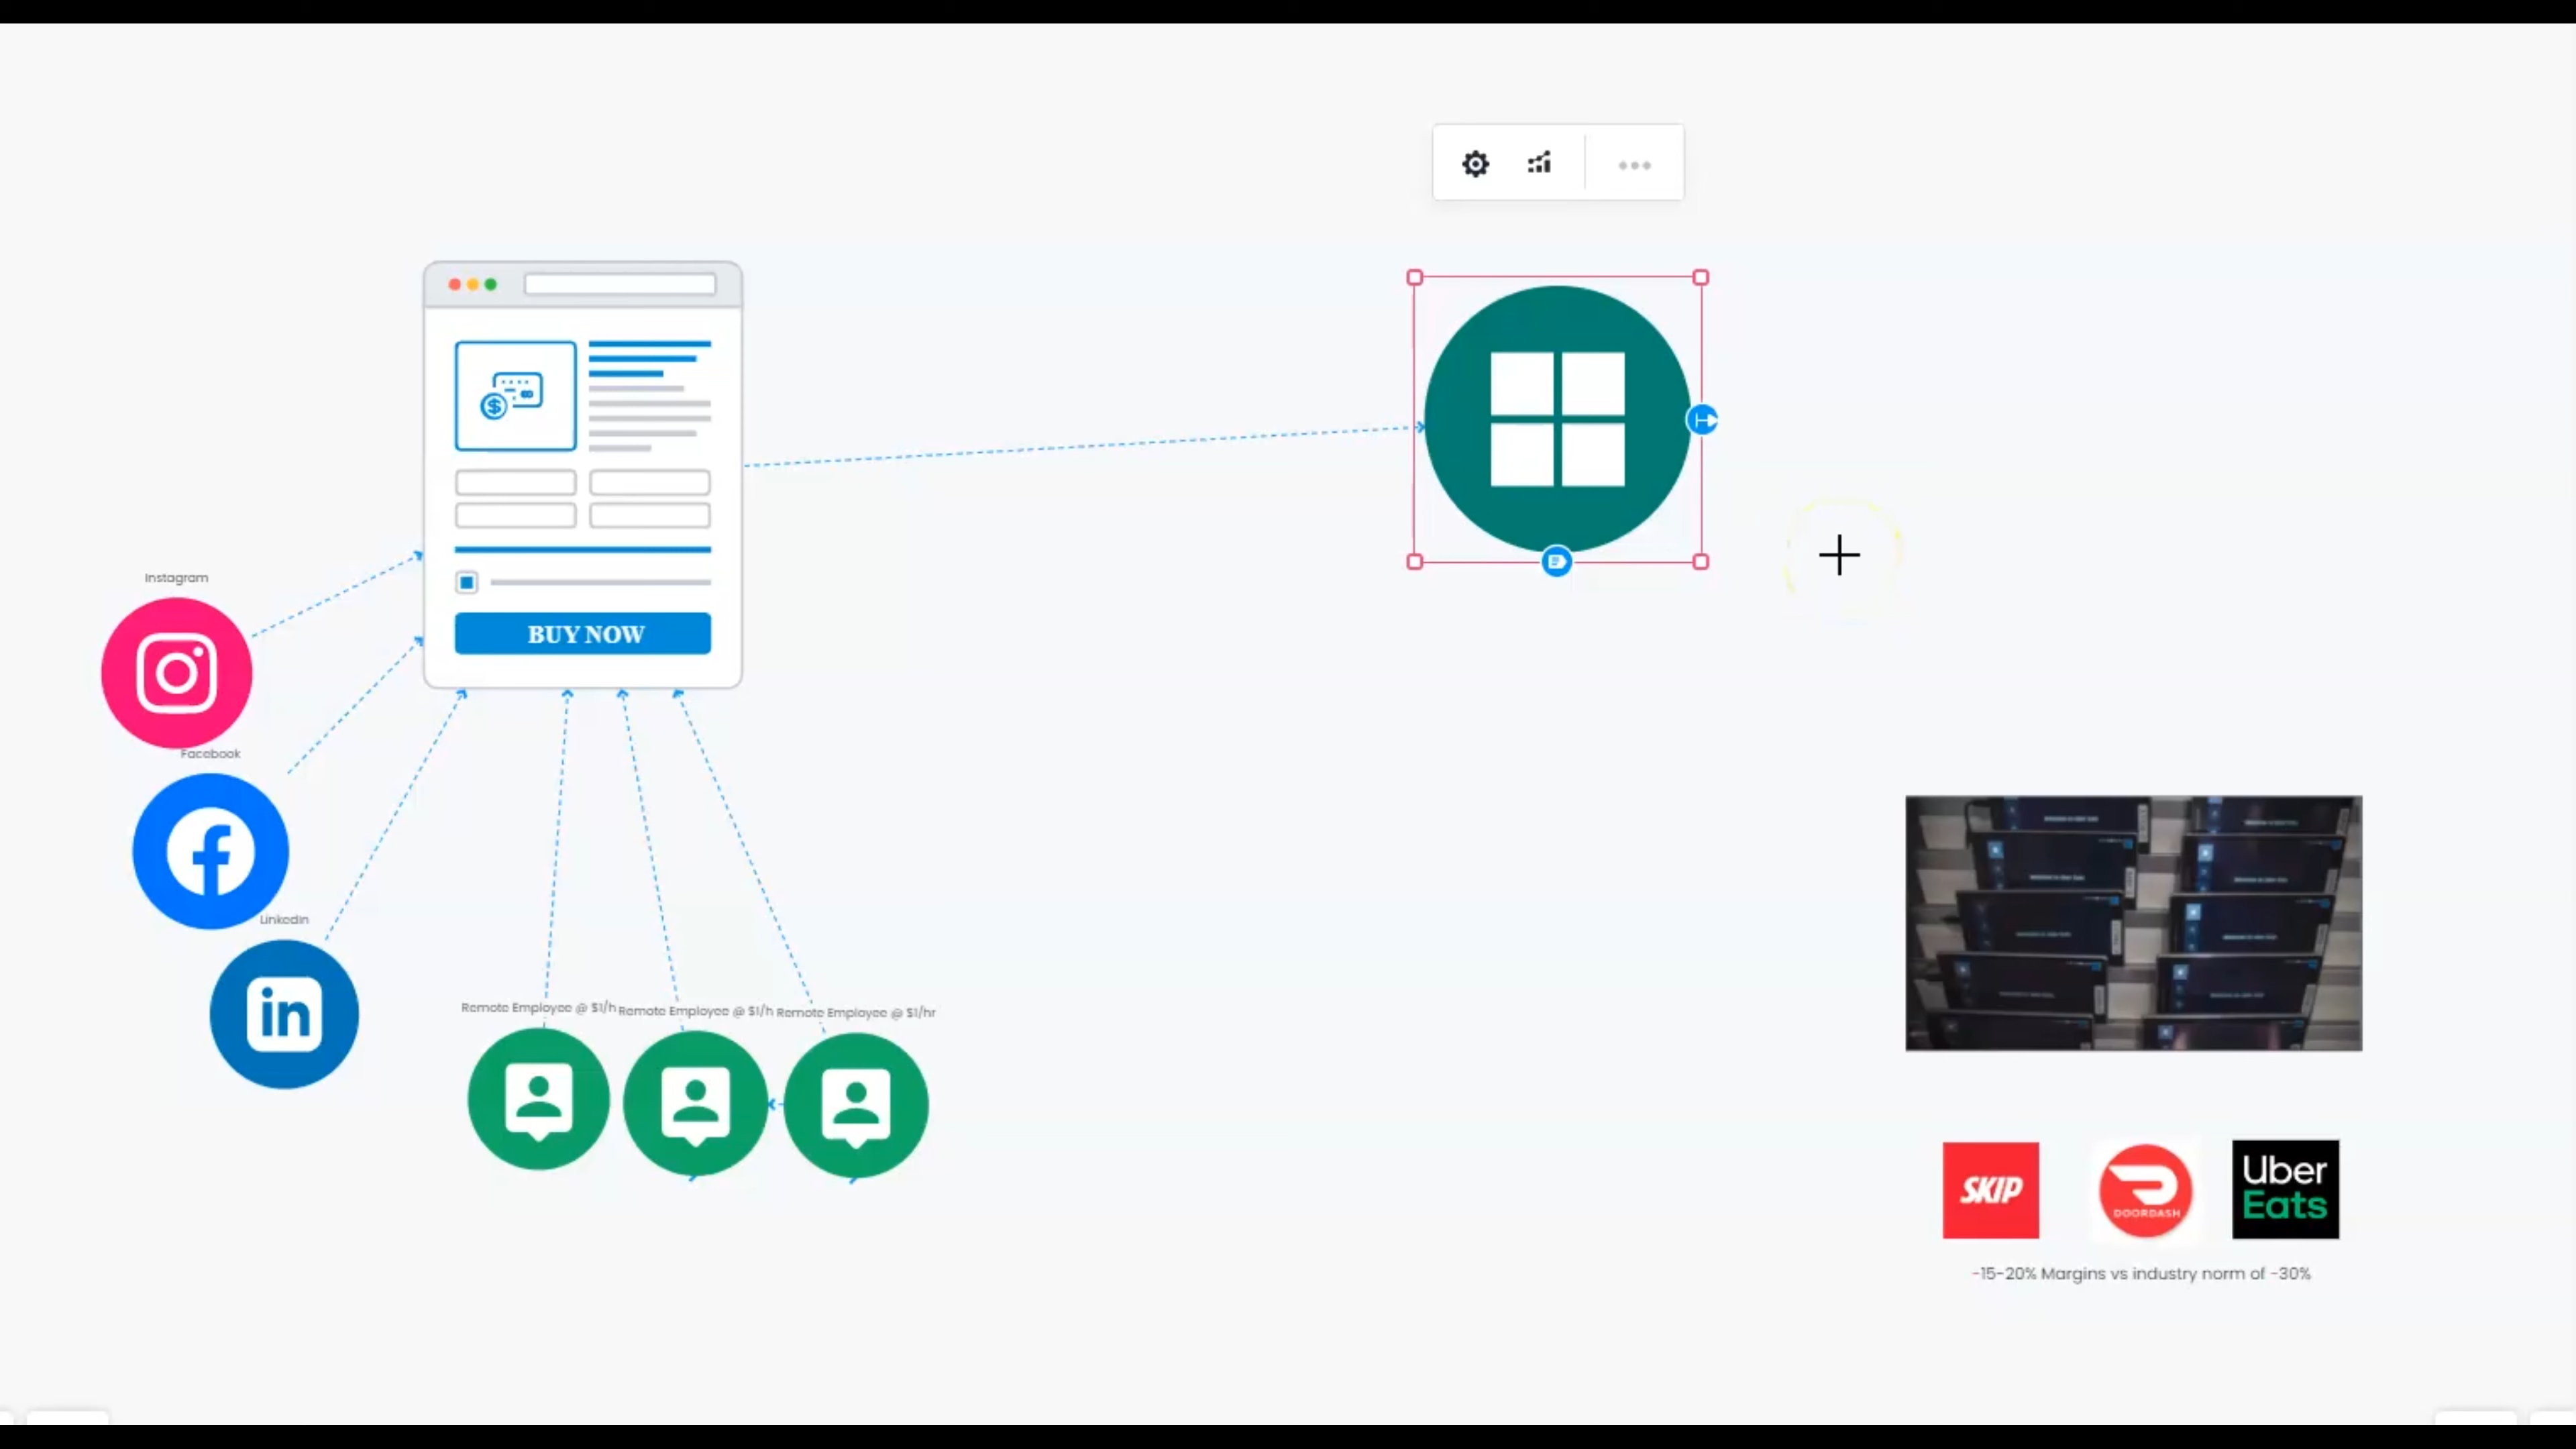 BUY NOW
Instagram
Facebook
Linkedin
in
Remote Employee @ $1/h
Remote Employee @ $1/h
Remote Employee @ $1/hr
SKIP
DOORDASH
Uber
Eats
-15-20% Margins vs industry norm of -30%